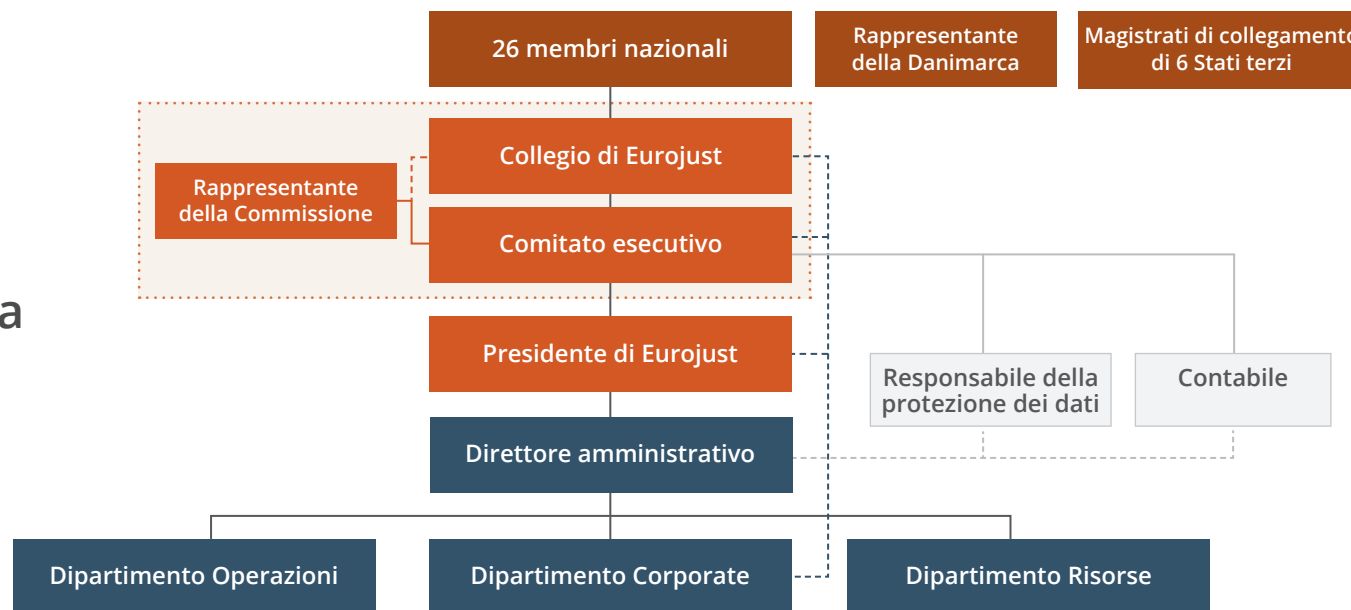 26 membri nazionali
Rappresentante
della Danimarca
Magistrati di collegamento
di 6 Stati terzi
Collegio di Eurojust
Rappresentante
della Commissione
Comitato esecutivo
a
Presidente di Eurojust
Responsabile della
protezione dei dati
Contabile
Direttore amministrativo
Dipartimento Operazioni
Dipartimento Corporate
Dipartimento Risorse